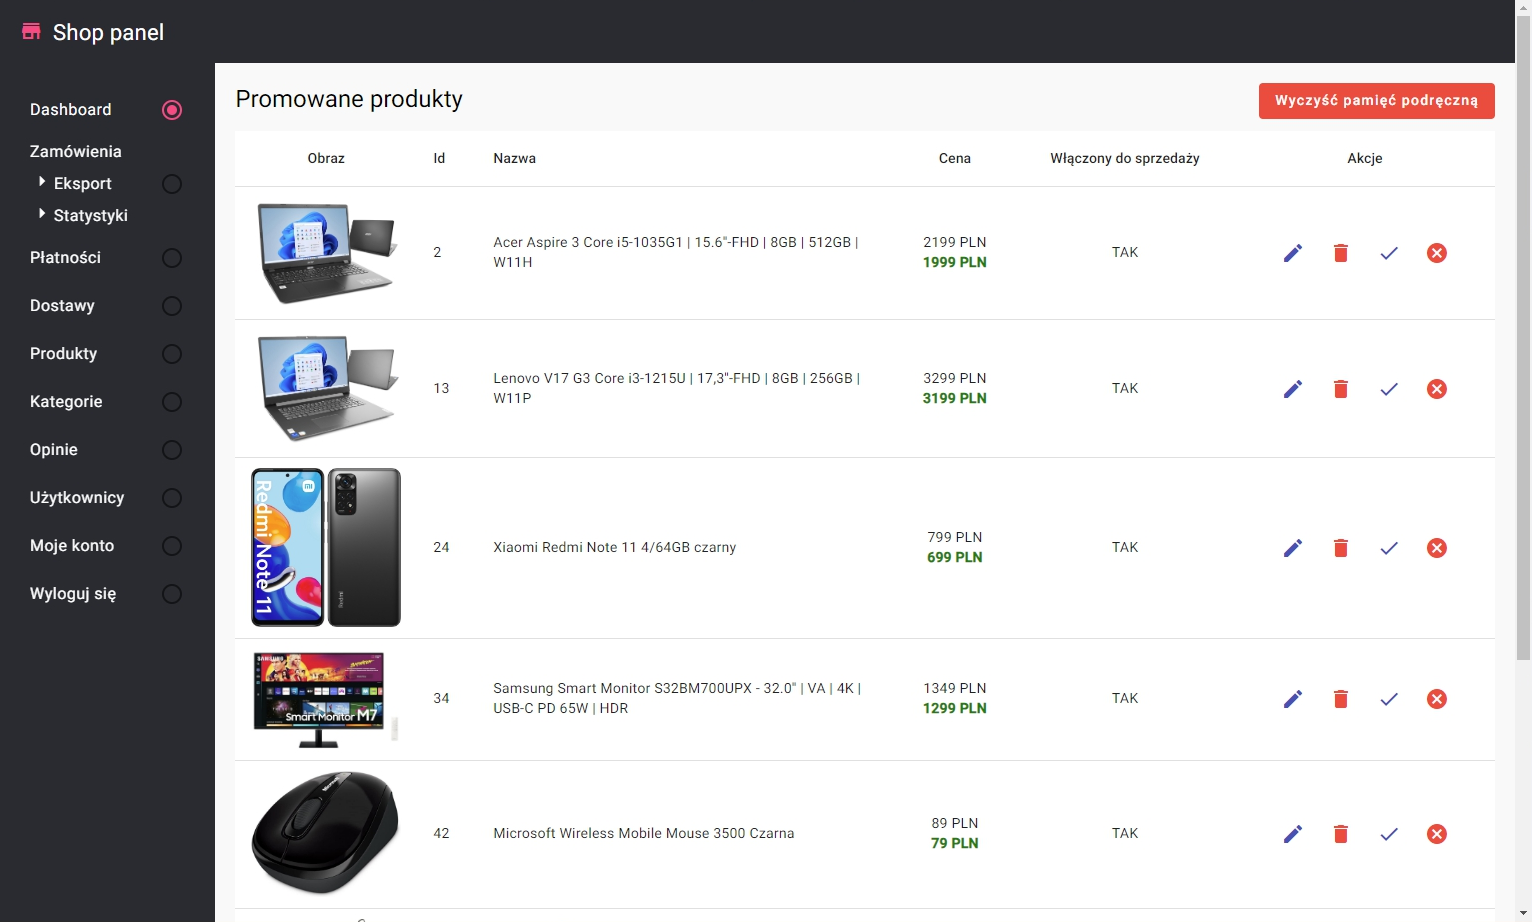 Shop panel
Dashboard
Zamówienia
Eksport
Statystyki
Płatności
Dostawy
Produkty
Kategorie
Opinie
Użytkownicy
Moje konto
Wyloguj się
Promowane produkty
Wyczyść pamięć podręczną
Obraz Id Nazwa Cena Włączony do sprzedaży Akcje
2
Acer Aspire 3 Core i5-1035G1 | 15.6"-FHD | 8GB | 512GB |
W11H
2199 PLN
1999 PLN
TAK
13
Lenovo V17 G3 Core i3-1215U | 17,3"-FHD | 8GB | 256GB |
W11P
3299 PLN
3199 PLN
TAK
Redmi Note 11
Redmi
24
Xiaomi Redmi Note 11 4/64GB czarny
799 PLN
699 PLN
TAK
SAMSUNG
Smart Monitor M7
34
Samsung Smart Monitor S32BM700UPX - 32.0" | VA | 4K |
USB-C PD 65W | HDR
1349 PLN
1299 PLN
TAK
Microsoft
42
Microsoft Wireless Mobile Mouse 3500 Czarna
89 PLN
79 PLN
TAK